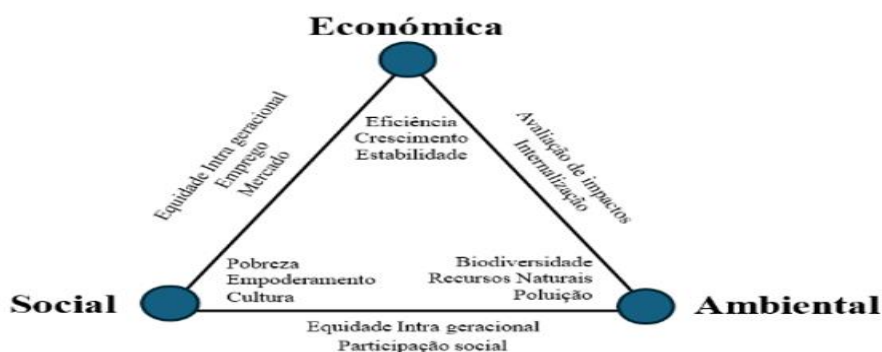 Económica
Eficiência
Crescimento
Estabilidade
Equidade Intra geracional
Emprego
Mercado
Avaliação de impactos
Internalização
Pobreza
Empoderamento
Cultura
Biodiversidade
Recursos Naturais
Poluição
Social
Ambiental
Equidade Intra geracional
Participação social